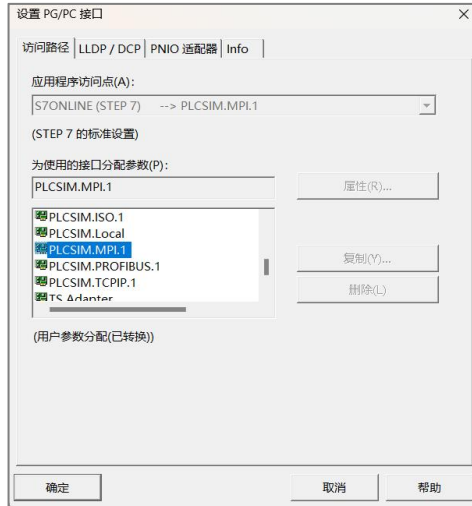 设置 PG/PC 接口
访问路径 LLDP / DCP PNIO 适配器 Info
应用程序访问点(A):
S7ONLINE (STEP 7) --> PLCSIM.MPI.1
(STEP 7 的标准设置)
为使用的接口分配参数(P):
PLCSIM.MPI.1
属性(R)...
PLCSIM.ISO.1
PLCSIM.Local
PLCSIM.MPI.1
PLCSIM.PROFIBUS.1
PLCSIM.TCPIP.1
TS Adapter
复制(Y)...
删除(L)
(用户参数分配(已转换))
确定 取消 帮助